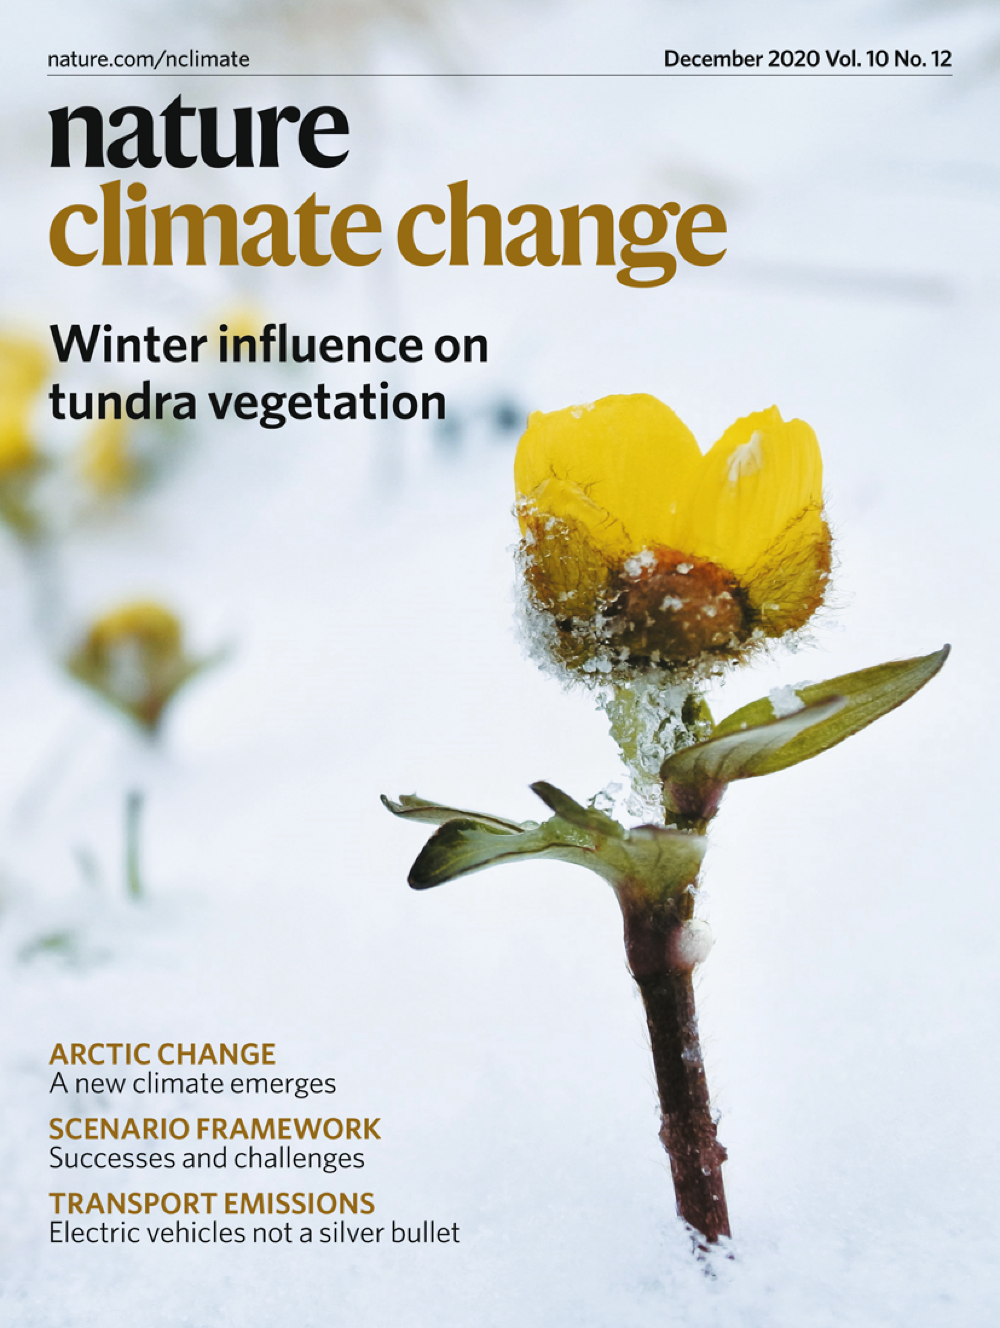 nature.com/nclimate
December 2020 Vol. 10 No. 12
nature
climate change
Winter influence on
tundra vegetation
ARCTIC CHANGE
A new climate emerges
SCENARIO FRAMEWORK
Successes and challenges
TRANSPORT EMISSIONS
Electric vehicles not a silver bullet